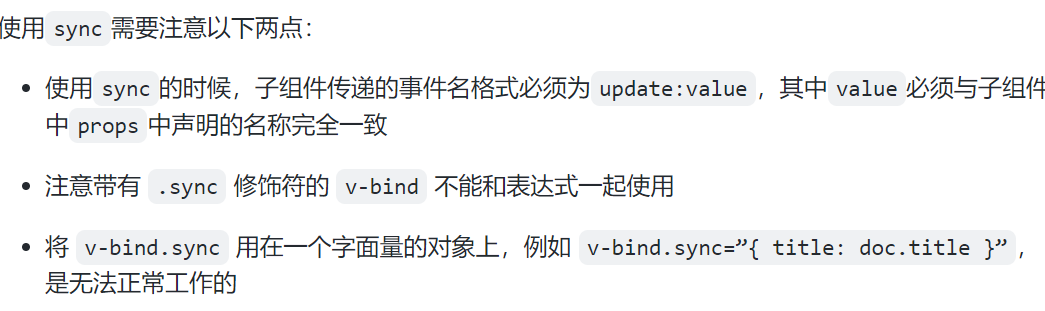 使用 sync 需要注意以下两点：
使用 sync 的时候，子组件传递的事件名格式必须为 update:value ，其中 value 必须与子组件
中 props 中声明的名称完全一致
注意带有 .sync 修饰符的 v-bind 不能和表达式一起使用
将 v-bind.sync 用在一个字面量的对象上，例如 v-bind.sync=”{ title: doc.title }” ，
是无法正常工作的